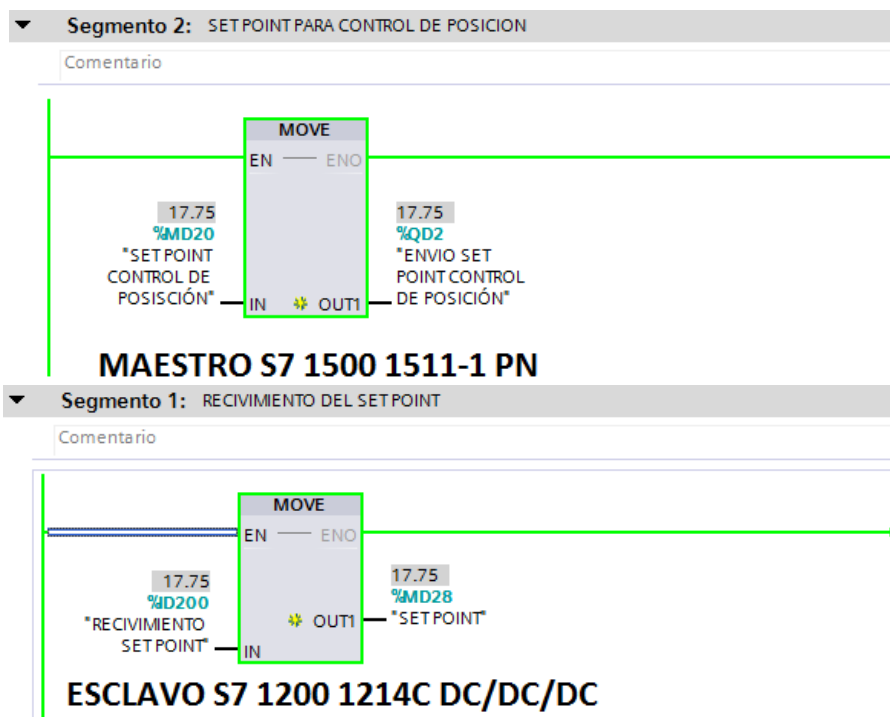 Segmento 2: SET POINT PARA CONTROL DE POSICION
Comentario
MOVE
EN ENO
17.75 17.75
%MD20 %QD2
"SET POINT "ENVIO SET
CONTROL DE POINT CONTROL
POSISCIÓN" IN OUT1 DE POSICIÓN"
MAESTRO S7 1500 1511-1 PN
Segmento 1: RECIVIMIENTO DEL SET POINT
Comentario
MOVE
EN ENO
17.75 17.75
%ID200 %MD28
"RECIVIMIENTO OUT1 "SET POINT"
SET POINT" IN
ESCLAVO S7 1200 1214C DC/DC/DC